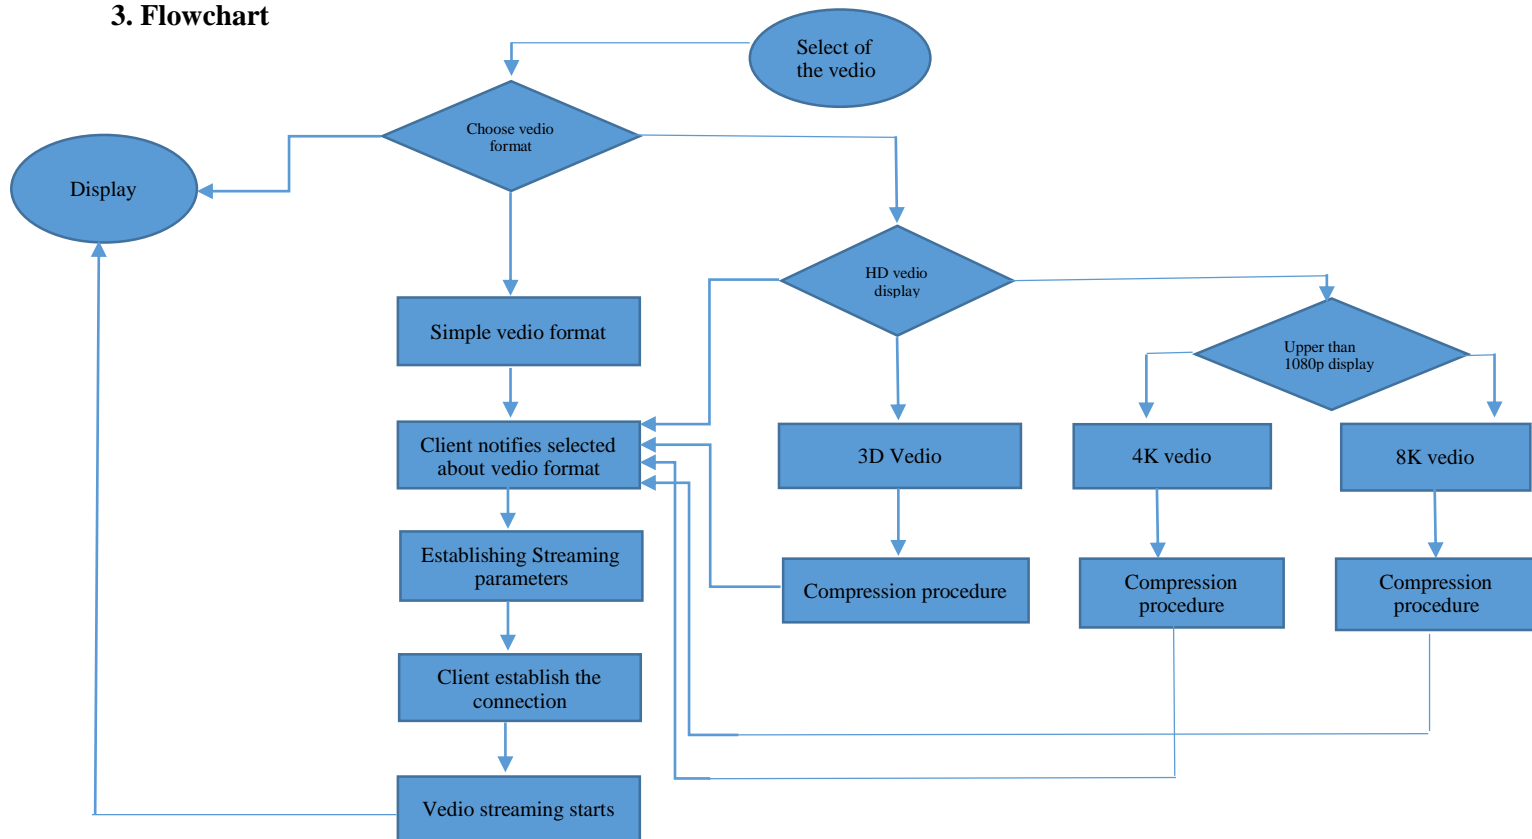 3. Flowchart
Select of
the vedio
Choose vedio
format
Display
HD vedio
display
Simple vedio format
Upper than
1080p display
Client notifies selected
about vedio format
3D Vedio
4K vedio
8K vedio
Establishing Streaming
parameters
Compression procedure
Compression
procedure
Compression
procedure
Client establish the
connection
Vedio streaming starts